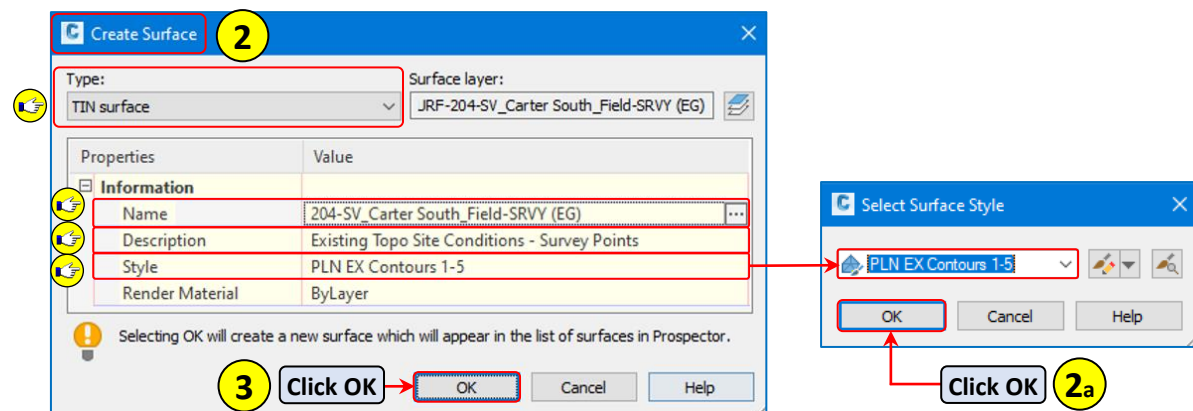 Create Surface
2
Type:
Surface layer:
TIN surface
JRF-204-SV_Carter South_Field-SRVY (EG)
Properties Value
Information
Name 204-SV_Carter South_Field-SRVY (EG) ...
Description Existing Topo Site Conditions - Survey Points
Style PLN EX Contours 1-5
Render Material ByLayer
Selecting OK will create a new surface which will appear in the list of surfaces in Prospector.
3 Click OK OK Cancel Help
Select Surface Style
PLN EX Contours 1-5
OK Cancel Help
Click OK 2a